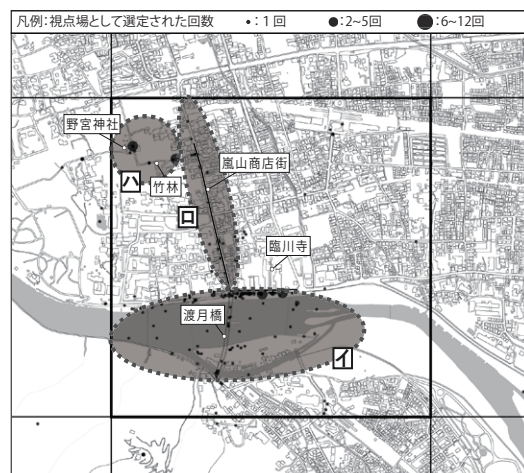 凡例:視点場として選定された回数 ・：1回 ●：2~5回 ●：6~12回
野宮神社
嵐山商店街
竹林
ハ
ロ
臨川寺
渡月橋
イ